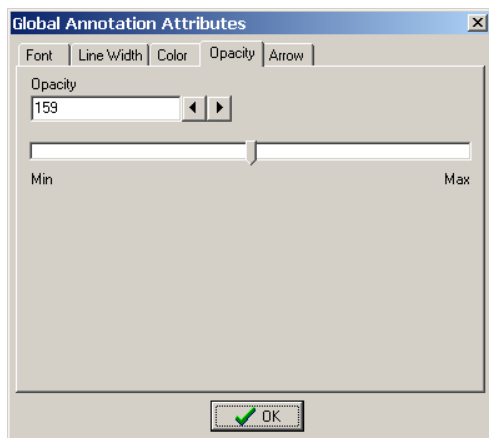 Global Annotation Attributes
Font Line Width Color Opacity Arrow
Opacity
159
Min Max
OK